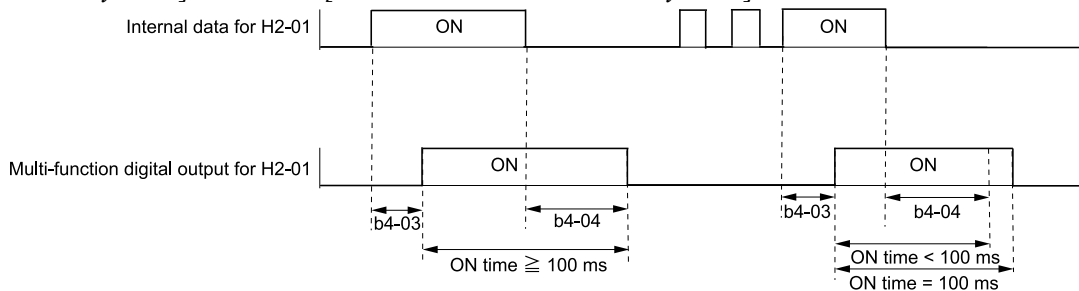 Internal data for H2-01
ON
ON
Multi-function digital output for H2-01
ON
ON
b4-03
b4-04
b4-03
b4-04
ON time ≧ 100 ms
ON time < 100 ms
ON time = 100 ms